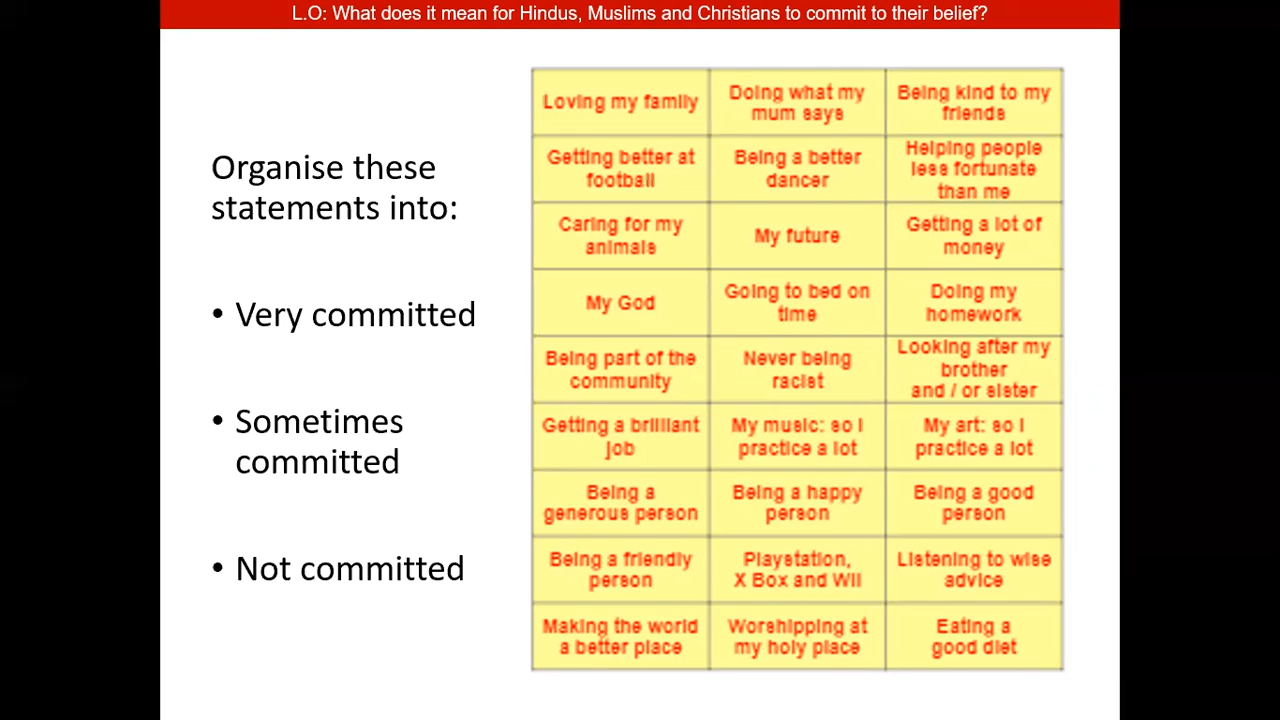 L.O: What does it mean for Hindus, Muslims and Christians to commit to their belief?
Organise these
statements into:
• Very committed
• Sometimes
committed
• Not committed
Loving my family
Doing what my
mum says
Being kind to my
friends
Getting better at
football
Being a better
dancer
Helping people
less fortunate
than me
Caring for my
animals
My future
Getting a lot of
money
My God
Going to bed on
time
Doing my
homework
Being part of the
community
Never being
racist
Looking after my
brother
and / or sister
Getting a brilliant
job
My music: so I
practice a lot
My art: so I
practice a lot
Being a
generous person
Being a happy
person
Being a good
person
Being a friendly
person
Playstation,
X Box and Wii
Listening to wise
advice
Making the world
a better place
Worshipping at
my holy place
Eating a
good diet